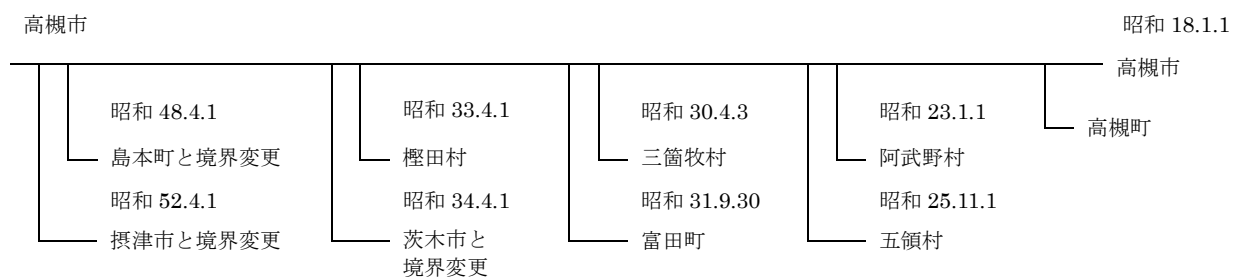 高槻市
昭和 18.1.1
高槻市
高槻町
昭和 48.4.1
昭和 33.4.1
昭和 30.4.3
昭和 23.1.1
島本町と境界変更
樫田村
三箇牧村
阿武野村
昭和 52.4.1
昭和 34.4.1
昭和 31.9.30
昭和 25.11.1
摂津市と境界変更
茨木市と
境界変更
富田町
五領村